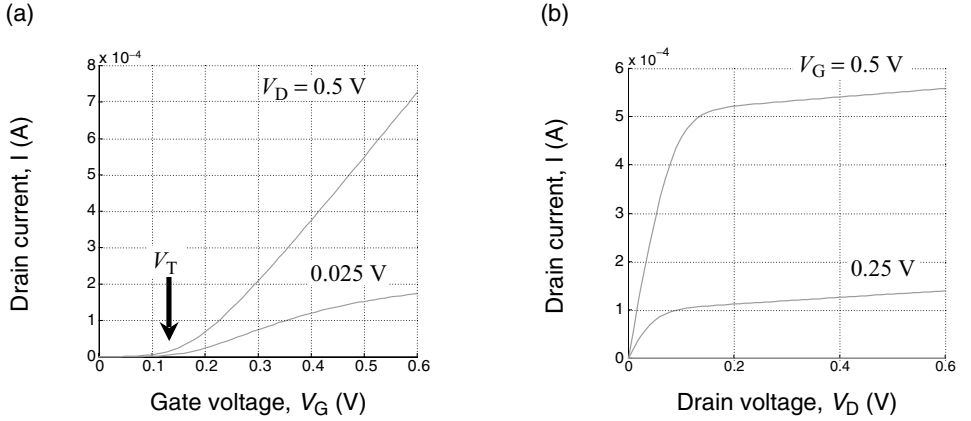 (a)
x 10⁻⁴
8
7
6
5
4
3
2
1
0
V_D = 0.5 V
V_T
0.025 V
0 0.1 0.2 0.3 0.4 0.5 0.6
Drain current, I (A)
Gate voltage, V_G (V)
(b)
x 10⁻⁴
6
5
4
3
2
1
0
V_G = 0.5 V
0.25 V
0 0.2 0.4 0.6
Drain current, I (A)
Drain voltage, V_D (V)